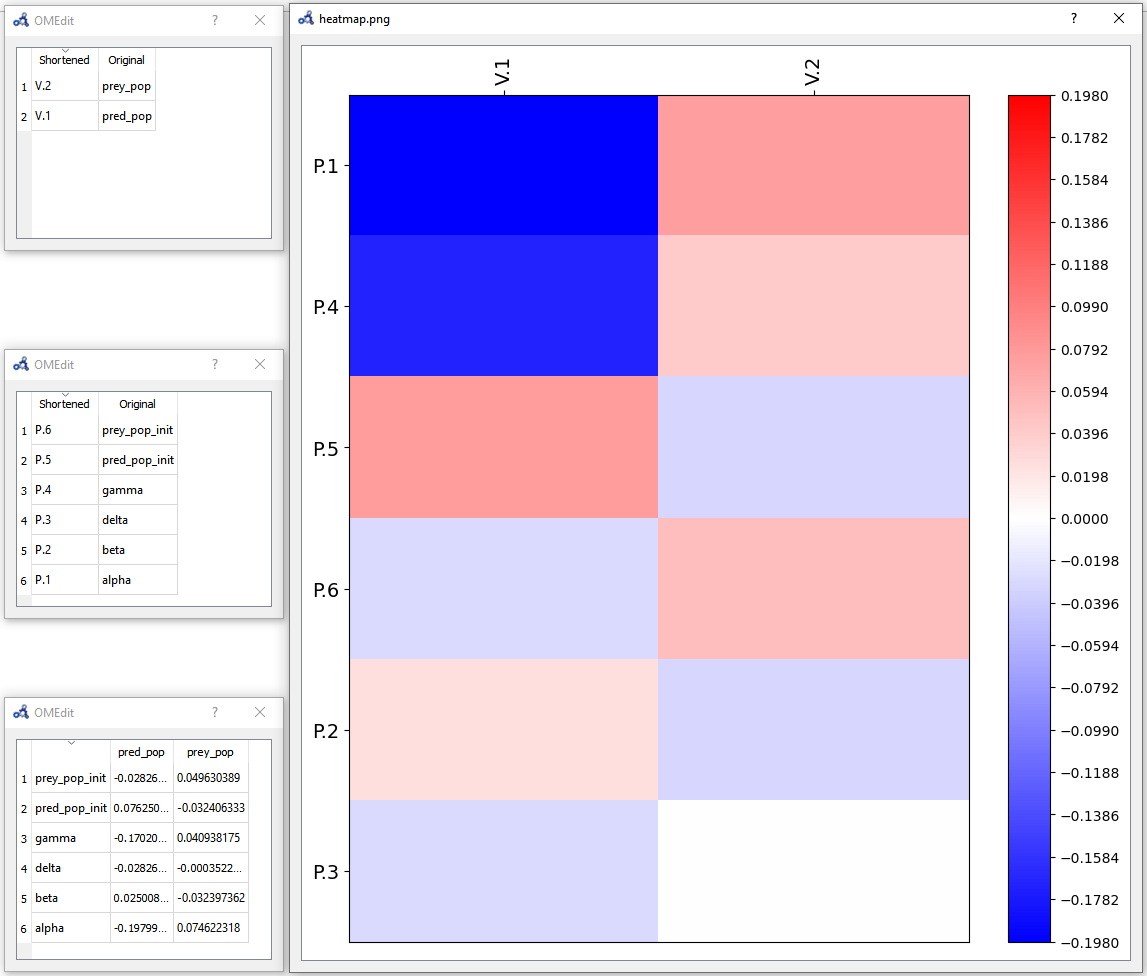 OMEdit ?
Shortened Original
1 V.2 prey_pop
2 V.1 pred_pop
OMEdit ?
Shortened Original
1 P.6 prey_pop_init
2 P.5 pred_pop_init
3 P.4 gamma
4 P.3 delta
5 P.2 beta
6 P.1 alpha
OMEdit ?
pred_pop prey_pop
1 prey_pop_init -0.02826... 0.049630389
2 pred_pop_init 0.076250... -0.032406333
3 gamma -0.17020... 0.040938175
4 delta -0.02826... -0.0003522...
5 beta 0.025008... -0.032397362
6 alpha -0.19799... 0.074622318
heatmap.png ?
V.1 V.2
P.1
P.4
P.5
P.6
P.2
P.3
0.1980
0.1782
0.1584
0.1386
0.1188
0.0990
0.0792
0.0594
0.0396
0.0198
0.0000
−0.0198
−0.0396
−0.0594
−0.0792
−0.0990
−0.1188
−0.1386
−0.1584
−0.1782
−0.1980